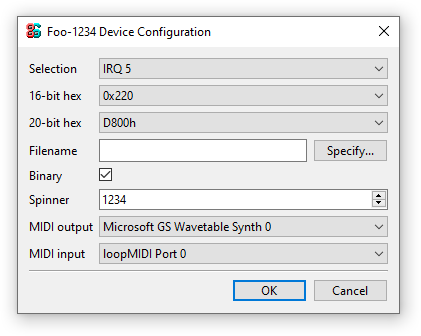 Foo-1234 Device Configuration
Selection IRQ 5
16-bit hex 0x220
20-bit hex D800h
Filename Specify...
Binary
Spinner 1234
MIDI output Microsoft GS Wavetable Synth 0
MIDI input loopMIDI Port 0
OK Cancel